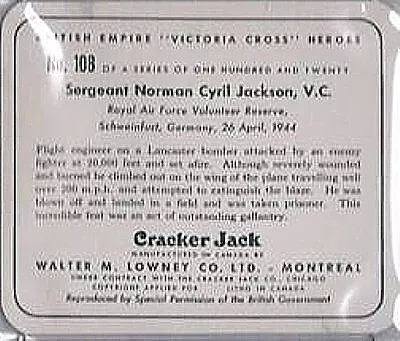 BRITISH EMPIRE "VICTORIA CROSS" HEROES
No. 108 OF A SERIES OF ONE HUNDRED AND TWENTY
Sergeant Norman Cyril Jackson, V.C.
Royal Air Force Volunteer Reserve,
Schweinfurt, Germany, 26 April, 1944
Flight engineer on a Lancaster bomber attacked by an enemy
fighter at 20,000 feet and set afire. Although severely wounded
and burned he climbed out on the wing of the plane travelling well
over 200 m.p.h. and attempted to extinguish the blaze. He was
blown off and landed in a field and was taken prisoner. This
incredible feat was an act of outstanding gallantry.
Cracker Jack
MANUFACTURED IN CANADA BY
WALTER M. LOWNEY CO. LTD. - MONTREAL
UNDER CONTRACT WITH THE CRACKER JACK CO., CHICAGO
COPYRIGHT APPLIED FOR LITHO IN CANADA
Reproduced by Special Permission of the British Government